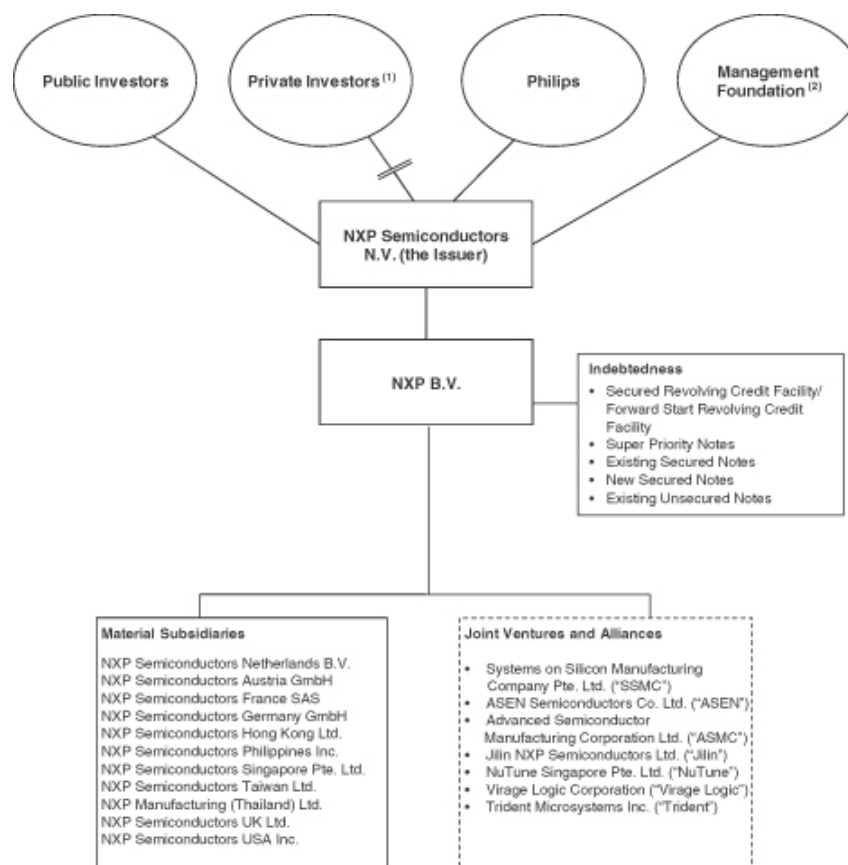 Public Investors
Private Investors (1)
Philips
Management
Foundation (2)
NXP Semiconductors
N.V. (the Issuer)
NXP B.V.
Indebtedness
• Secured Revolving Credit Facility/
Forward Start Revolving Credit
Facility
• Super Priority Notes
• Existing Secured Notes
• New Secured Notes
• Existing Unsecured Notes
Material Subsidiaries
NXP Semiconductors Netherlands B.V.
NXP Semiconductors Austria GmbH
NXP Semiconductors France SAS
NXP Semiconductors Germany GmbH
NXP Semiconductors Hong Kong Ltd.
NXP Semiconductors Philippines Inc.
NXP Semiconductors Singapore Pte. Ltd.
NXP Semiconductors Taiwan Ltd.
NXP Manufacturing (Thailand) Ltd.
NXP Semiconductors UK Ltd.
NXP Semiconductors USA Inc.
Joint Ventures and Alliances
• Systems on Silicon Manufacturing
Company Pte. Ltd. (“SSMC”)
• ASEN Semiconductors Co. Ltd. (“ASEN”)
• Advanced Semiconductor
Manufacturing Corporation Ltd. (“ASMC”)
• Jilin NXP Semiconductors Ltd. (“Jilin”)
• NuTune Singapore Pte. Ltd. (“NuTune”)
• Virage Logic Corporation (“Virage Logic”)
• Trident Microsystems Inc. (“Trident”)